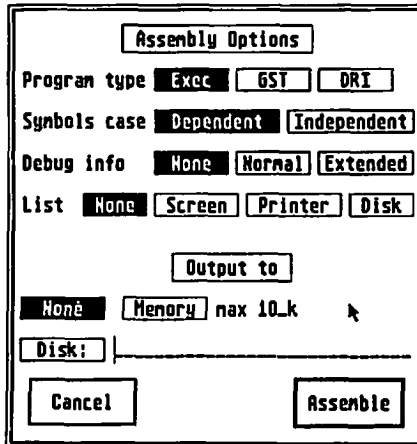 Assembly Options
Program type Exec GST DRI
Symbols case Dependent Independent
Debug info None Normal Extended
List None Screen Printer Disk
Output to
None Memory max 10_k
Disk:
Cancel Assemble